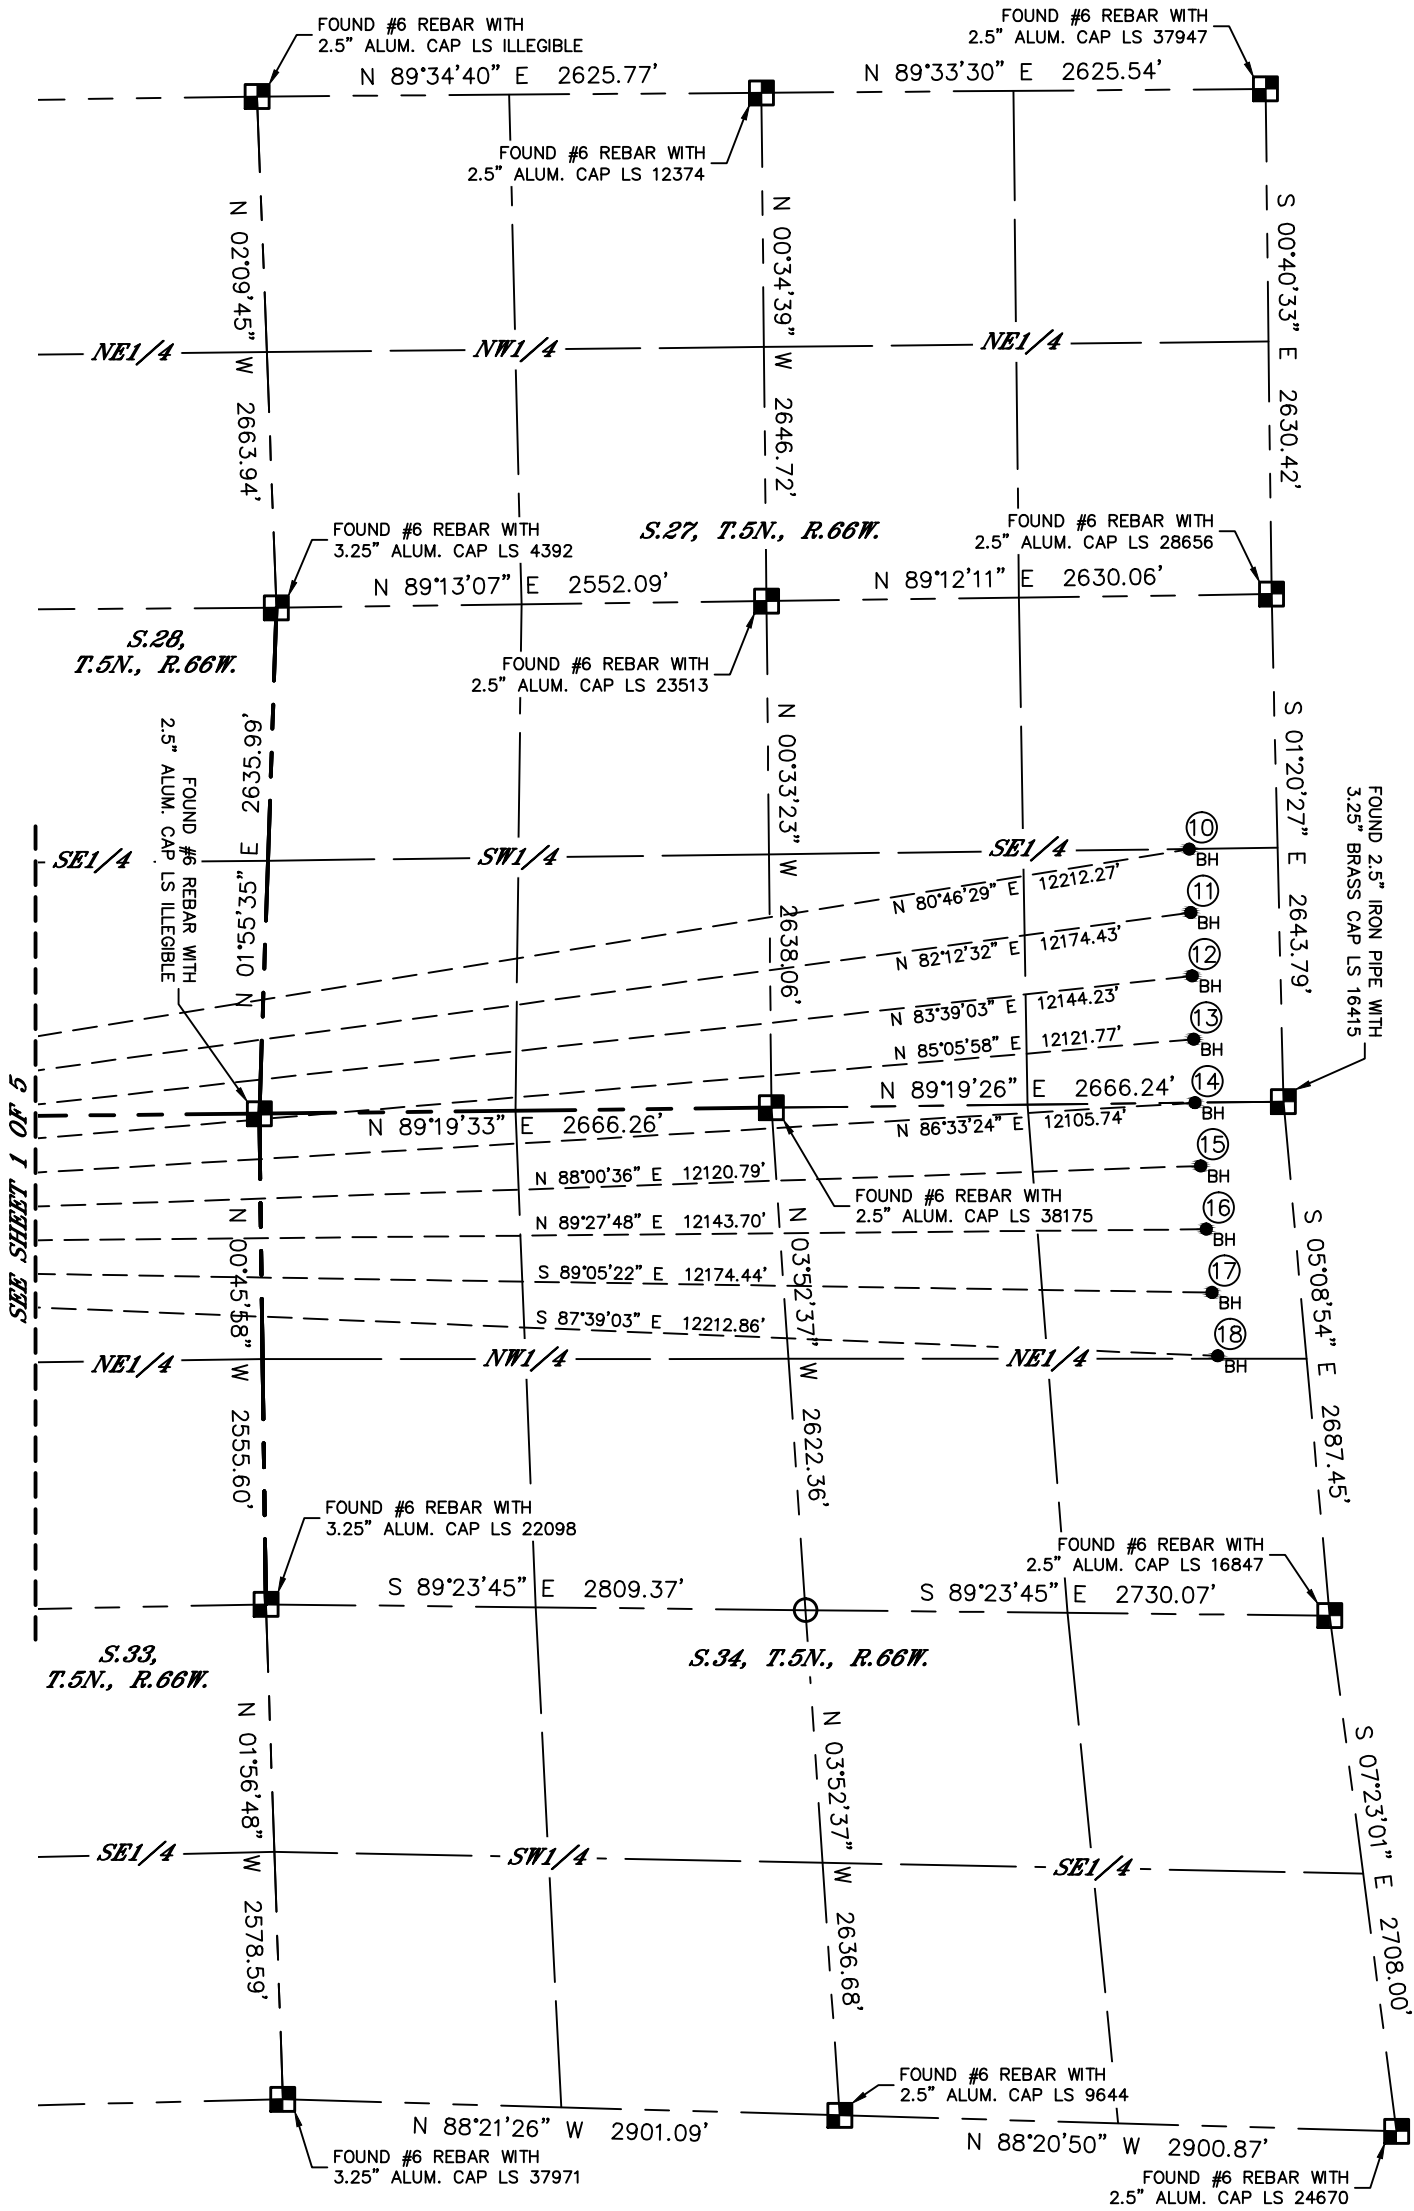 FOUND #6 REBAR WITH
2.5" ALUM. CAP LS ILLEGIBLE
FOUND #6 REBAR WITH
2.5" ALUM. CAP LS 37947
N 89°34'40" E 2625.77'
N 89°33'30" E 2625.54'
FOUND #6 REBAR WITH
2.5" ALUM. CAP LS 12374
N 02°09'45" W 2663.94'
N 00°34'39" W 2646.72'
S 00°40'33" E 2630.42'
NE1/4
NW1/4
NE1/4
FOUND #6 REBAR WITH
3.25" ALUM. CAP LS 4392
S.27, T.5N., R.66W.
FOUND #6 REBAR WITH
2.5" ALUM. CAP LS 28656
N 89°13'07" E 2552.09'
N 89°12'11" E 2630.06'
S.28,
T.5N., R.66W.
FOUND #6 REBAR WITH
2.5" ALUM. CAP LS 23513
FOUND #6 REBAR WITH
2.5" ALUM. CAP LS ILLEGIBLE
N 01°55'35" E 2635.69'
N 00°33'23" W 2638.06'
S 01°20'27" E 2643.79'
FOUND 2.5" IRON PIPE WITH
3.25" BRASS CAP LS 16415
SE1/4
SW1/4
SE1/4
10
BH
N 80°46'29" E 12212.27'
11
BH
N 82°12'32" E 12174.43'
12
BH
N 83°39'03" E 12144.23'
13
BH
N 85°05'58" E 12121.77'
14
BH
N 89°19'26" E 2666.24'
N 89°19'33" E 2666.26'
N 86°33'24" E 12105.74'
15
BH
N 88°00'36" E 12120.79'
FOUND #6 REBAR WITH
2.5" ALUM. CAP LS 38175
16
BH
N 89°27'48" E 12143.70'
17
BH
S 89°05'22" E 12174.44'
18
BH
S 87°39'03" E 12212.86'
SEE SHEET 1 OF 5
N 00°45'58" W 2555.60'
N 03°52'37" W 2622.36'
S 05°08'54" E 2687.45'
NE1/4
NW1/4
NE1/4
FOUND #6 REBAR WITH
3.25" ALUM. CAP LS 22098
FOUND #6 REBAR WITH
2.5" ALUM. CAP LS 16847
S 89°23'45" E 2809.37'
S 89°23'45" E 2730.07'
S.33,
T.5N., R.66W.
S.34, T.5N., R.66W.
N 01°56'48" W 2578.59'
N 03°52'37" W 2636.68'
S 07°23'01" E 2708.00'
SE1/4
SW1/4
SE1/4
FOUND #6 REBAR WITH
2.5" ALUM. CAP LS 9644
N 88°21'26" W 2901.09'
N 88°20'50" W 2900.87'
FOUND #6 REBAR WITH
3.25" ALUM. CAP LS 37971
FOUND #6 REBAR WITH
2.5" ALUM. CAP LS 24670